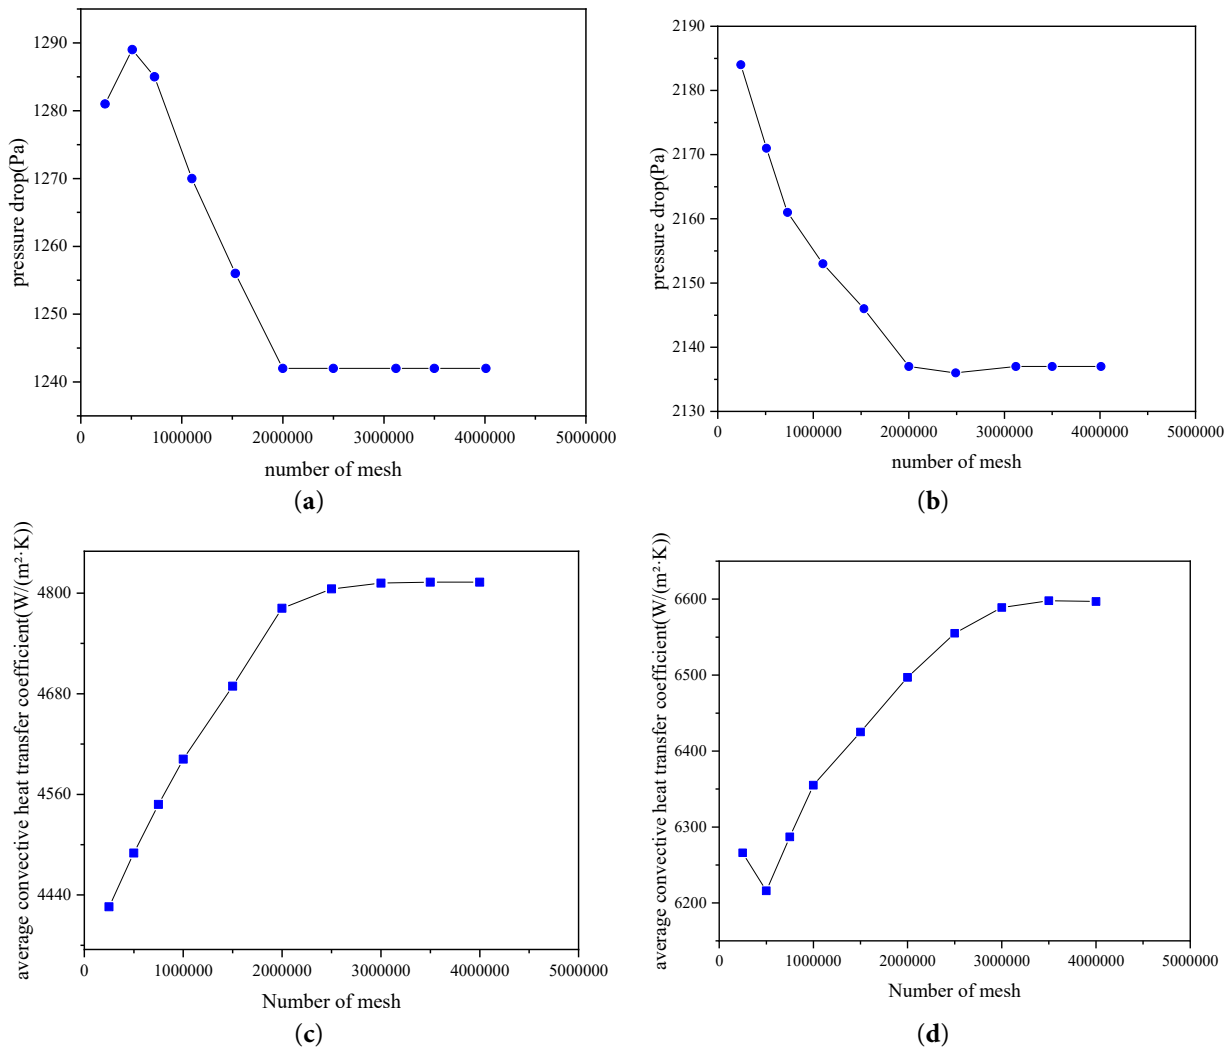 1290
1280
1270
1260
1250
1240
pressure drop(Pa)
0 1000000 2000000 3000000 4000000 5000000
number of mesh
(a)
2190
2180
2170
2160
2150
2140
2130
pressure drop(Pa)
0 1000000 2000000 3000000 4000000 5000000
number of mesh
(b)
4800
4680
4560
4440
average convective heat transfer coefficient(W/(m²·K))
0 1000000 2000000 3000000 4000000 5000000
Number of mesh
(c)
6600
6500
6400
6300
6200
average convective heat transfer coefficient(W/(m²·K))
0 1000000 2000000 3000000 4000000 5000000
Number of mesh
(d)